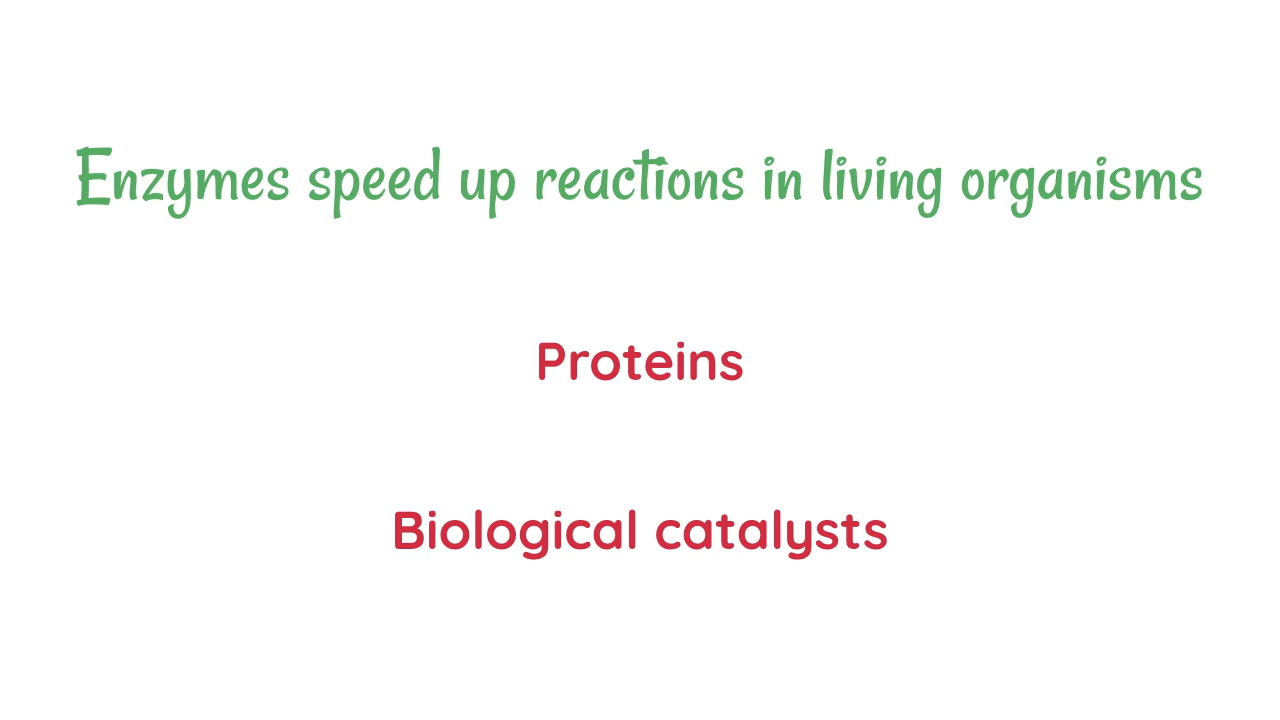 Enzymes speed up reactions in living organisms
Proteins
Biological catalysts